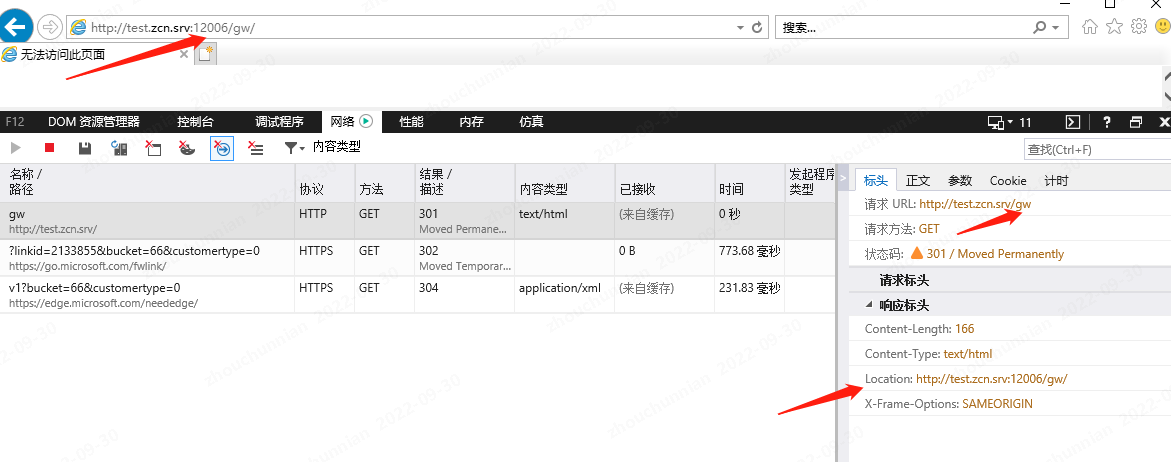 http://test.zcn.srv:12006/gw/
搜索...
无法访问此页面
F12 DOM 资源管理器 控制台 调试程序 网络 性能 内存 仿真 11 ?
内容类型
查找(Ctrl+F)
名称 / 路径 协议 方法 结果 / 描述 内容类型 已接收 时间 发起程序 类型
gw HTTP GET 301 text/html (来自缓存) 0 秒
http://test.zcn.srv/ Moved Permane...
?linkid=2133855&bucket=66&customertype=0 HTTPS GET 302 0 B 773.68 毫秒
https://go.microsoft.com/fwlink/ Moved Temporar...
v1?bucket=66&customertype=0 HTTPS GET 304 application/xml (来自缓存) 231.83 毫秒
https://edge.microsoft.com/neededge/
标头 正文 参数 Cookie 计时
请求 URL: http://test.zcn.srv/gw
请求方法: GET
状态码: 301 / Moved Permanently
请求标头
响应标头
Content-Length: 166
Content-Type: text/html
Location: http://test.zcn.srv:12006/gw/
X-Frame-Options: SAMEORIGIN
zhouchunnian 2022-09-30